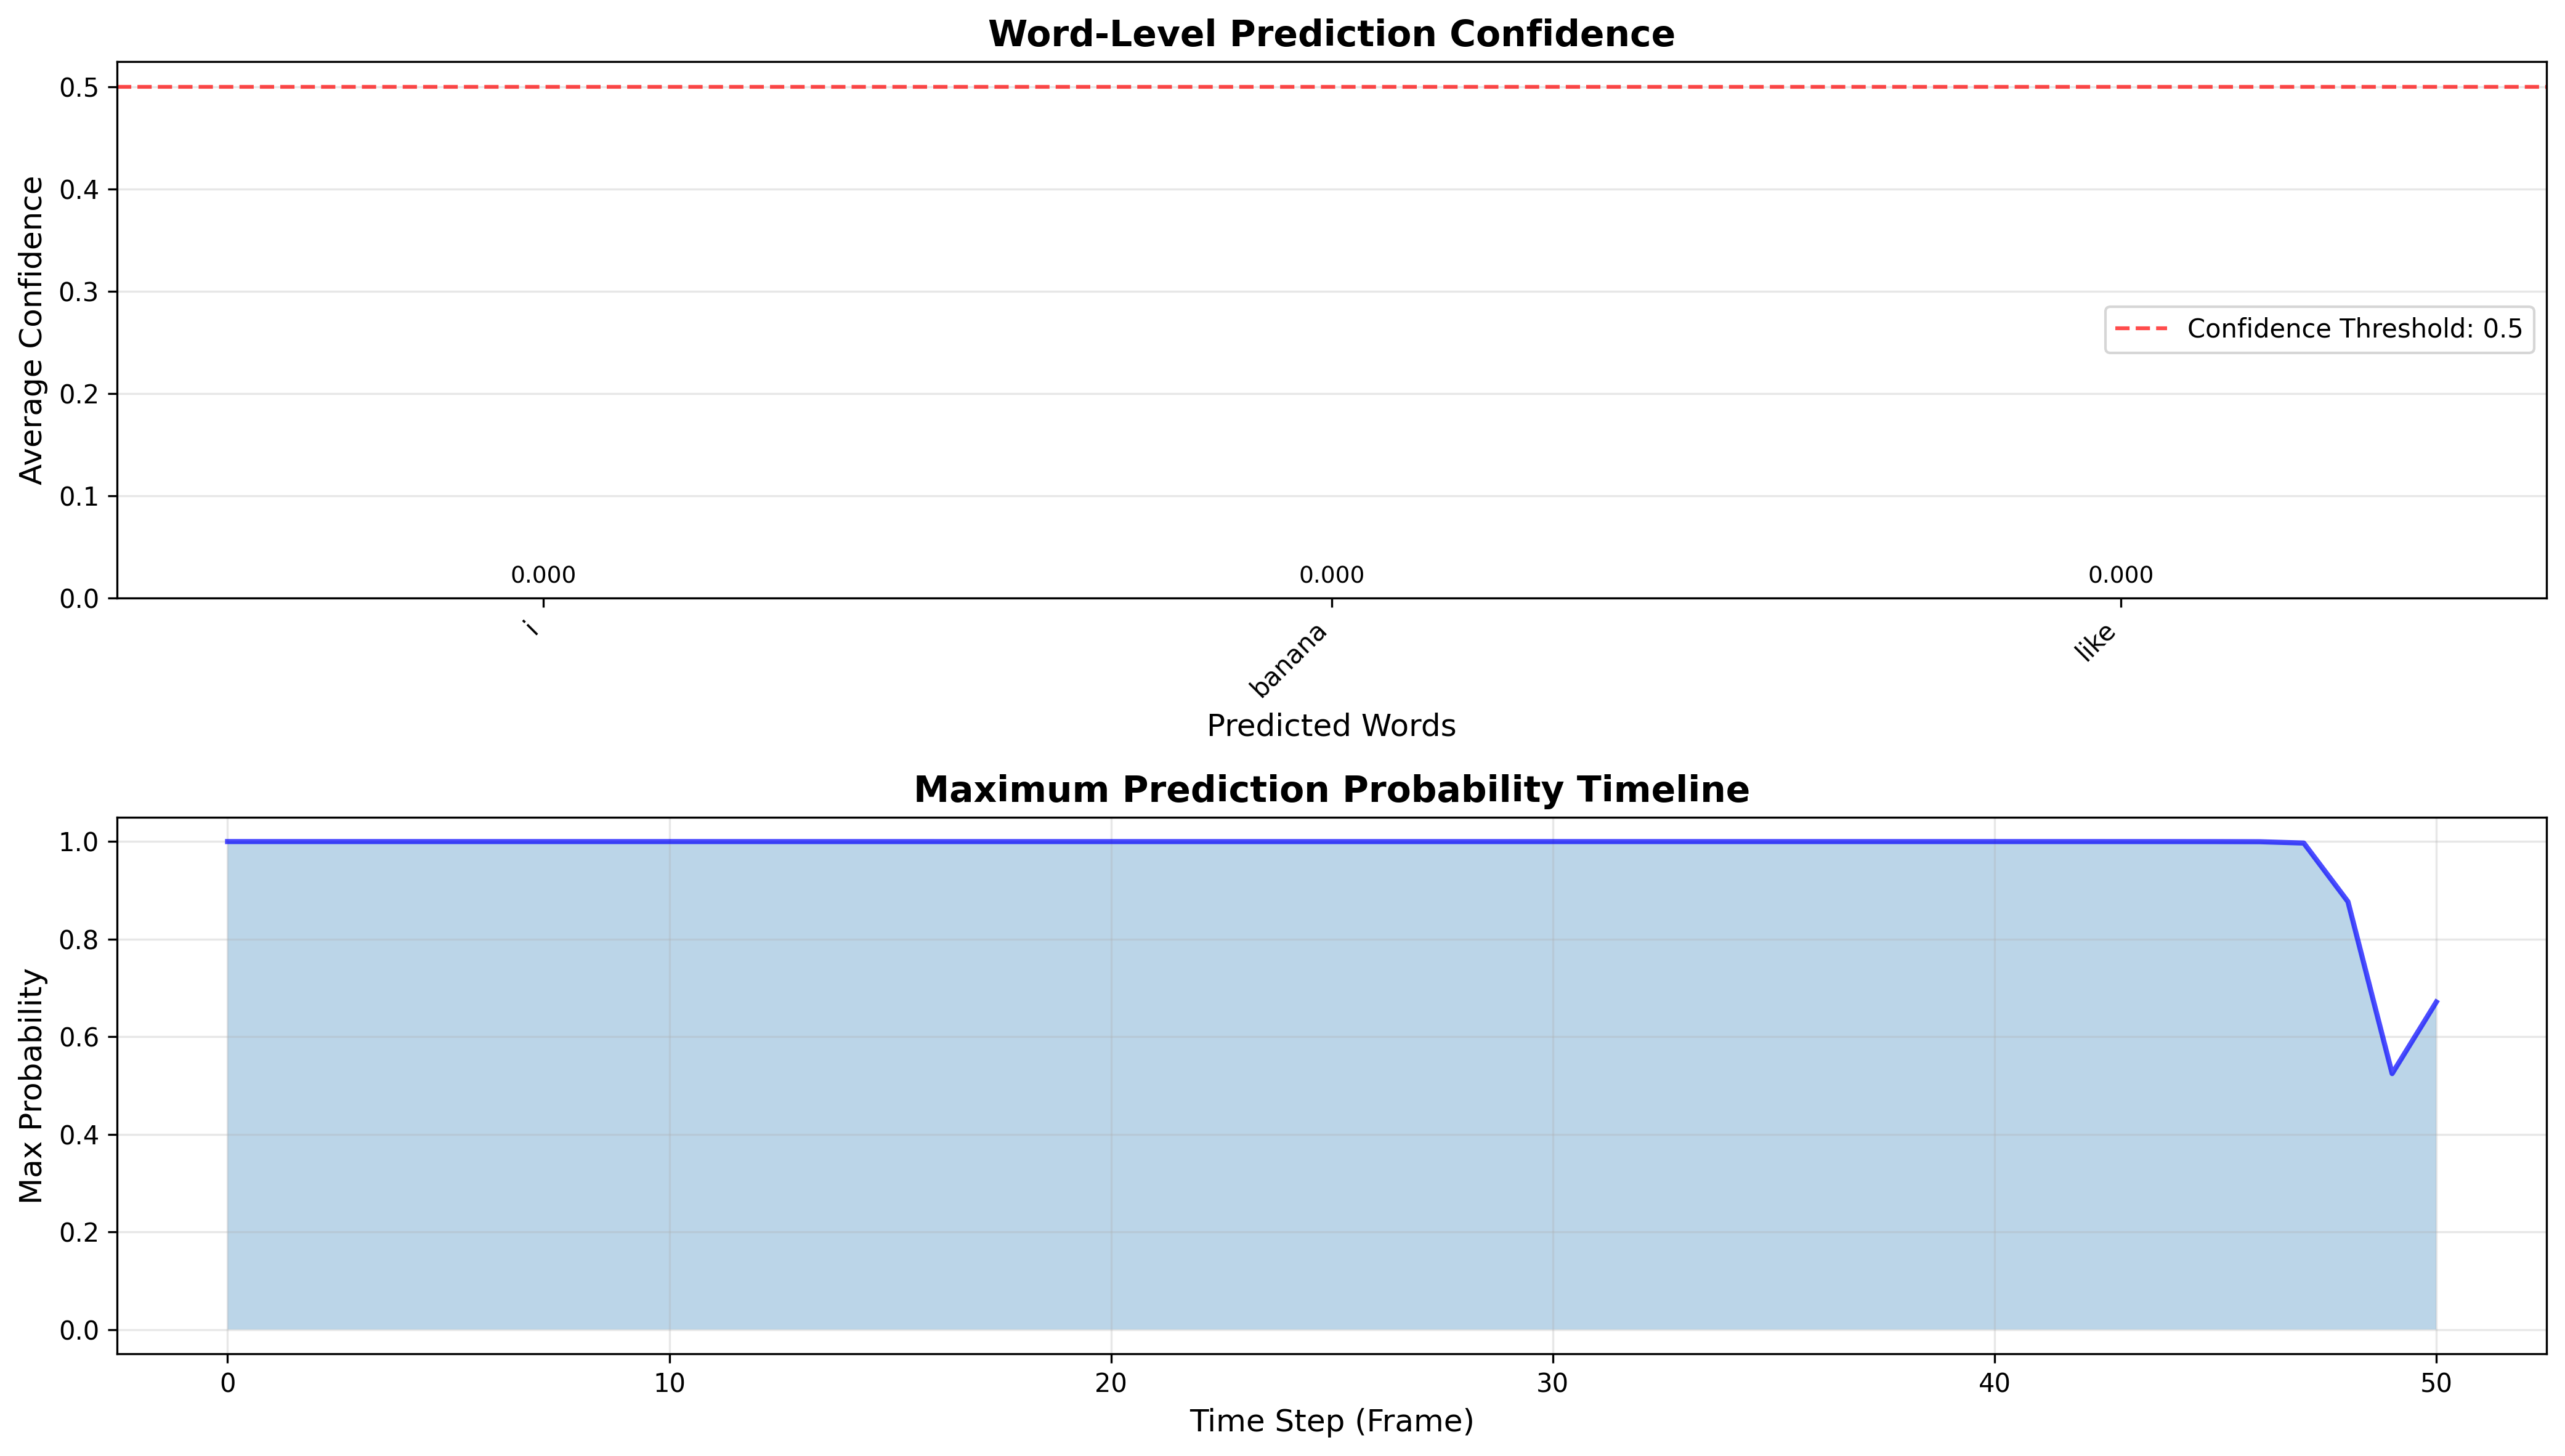 Word-Level Prediction Confidence
0.5
0.4
0.3
0.2
0.1
0.0
Average Confidence
Confidence Threshold: 0.5
0.000 0.000 0.000
i banana like
Predicted Words
Maximum Prediction Probability Timeline
1.0
0.8
0.6
0.4
0.2
0.0
Max Probability
0 10 20 30 40 50
Time Step (Frame)